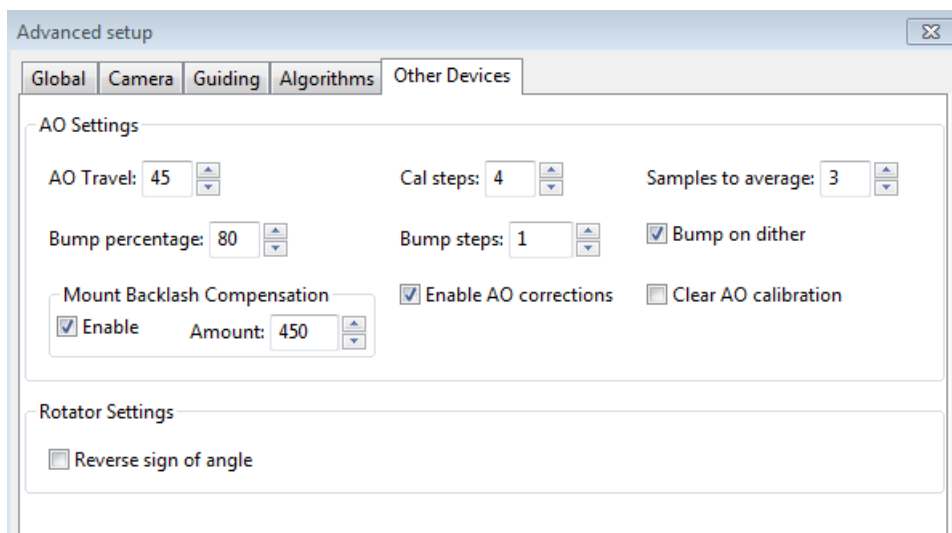 Advanced setup
Global Camera Guiding Algorithms Other Devices
AO Settings
AO Travel: 45 Cal steps: 4 Samples to average: 3
Bump percentage: 80 Bump steps: 1 Bump on dither
Mount Backlash Compensation Enable AO corrections Clear AO calibration
Enable Amount: 450
Rotator Settings
Reverse sign of angle